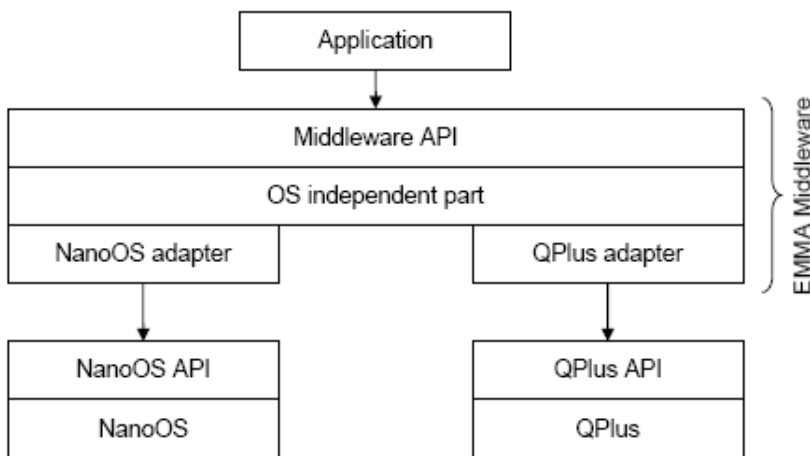 Application
Middleware API
OS independent part
NanoOS adapter
QPlus adapter
EMMA Middleware
NanoOS API
QPlus API
NanoOS
QPlus